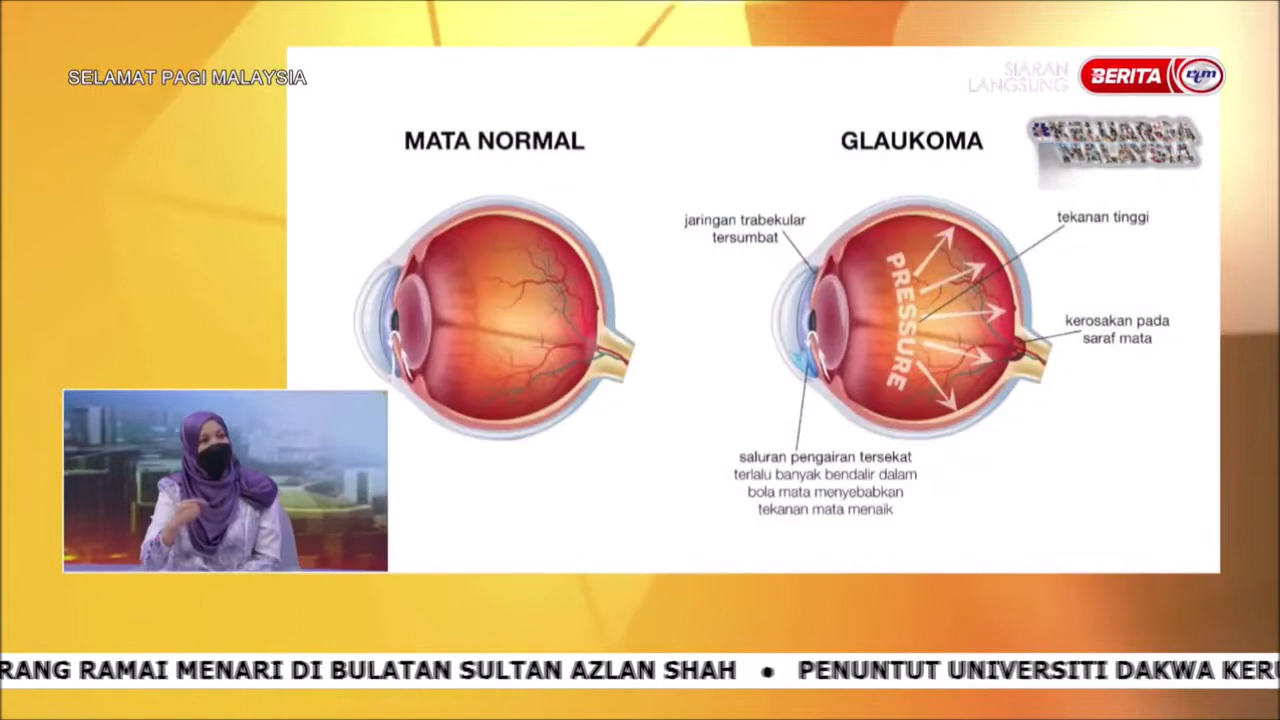 SELAMAT PAGI MALAYSIA
SIARAN
LANGSUNG
BERITA rtm
#KELUARGA
MALAYSIA
MATA NORMAL
GLAUKOMA
jaringan trabekular
tersumbat
tekanan tinggi
PRESSURE
kerosakan pada
saraf mata
saluran pengairan tersekat
terlalu banyak bendalir dalam
bola mata menyebabkan
tekanan mata menaik
RANG RAMAI MENARI DI BULATAN SULTAN AZLAN SHAH • PENUNTUT UNIVERSITI DAKWA